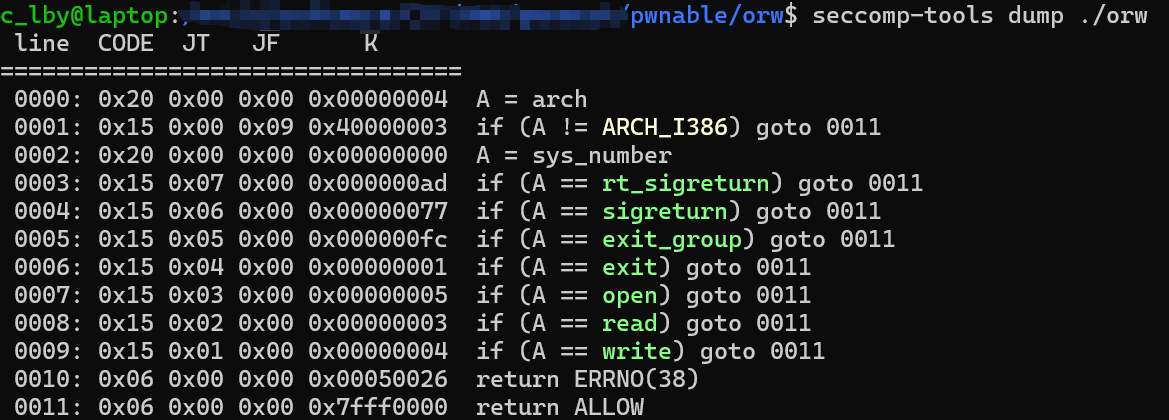 c_lby@laptop:/pwnable/orw$ seccomp-tools dump ./orw
line CODE JT JF K
=================================
0000: 0x20 0x00 0x00 0x00000004 A = arch
0001: 0x15 0x00 0x09 0x40000003 if (A != ARCH_I386) goto 0011
0002: 0x20 0x00 0x00 0x00000000 A = sys_number
0003: 0x15 0x07 0x00 0x000000ad if (A == rt_sigreturn) goto 0011
0004: 0x15 0x06 0x00 0x00000077 if (A == sigreturn) goto 0011
0005: 0x15 0x05 0x00 0x000000fc if (A == exit_group) goto 0011
0006: 0x15 0x04 0x00 0x00000001 if (A == exit) goto 0011
0007: 0x15 0x03 0x00 0x00000005 if (A == open) goto 0011
0008: 0x15 0x02 0x00 0x00000003 if (A == read) goto 0011
0009: 0x15 0x01 0x00 0x00000004 if (A == write) goto 0011
0010: 0x06 0x00 0x00 0x00050026 return ERRNO(38)
0011: 0x06 0x00 0x00 0x7fff0000 return ALLOW